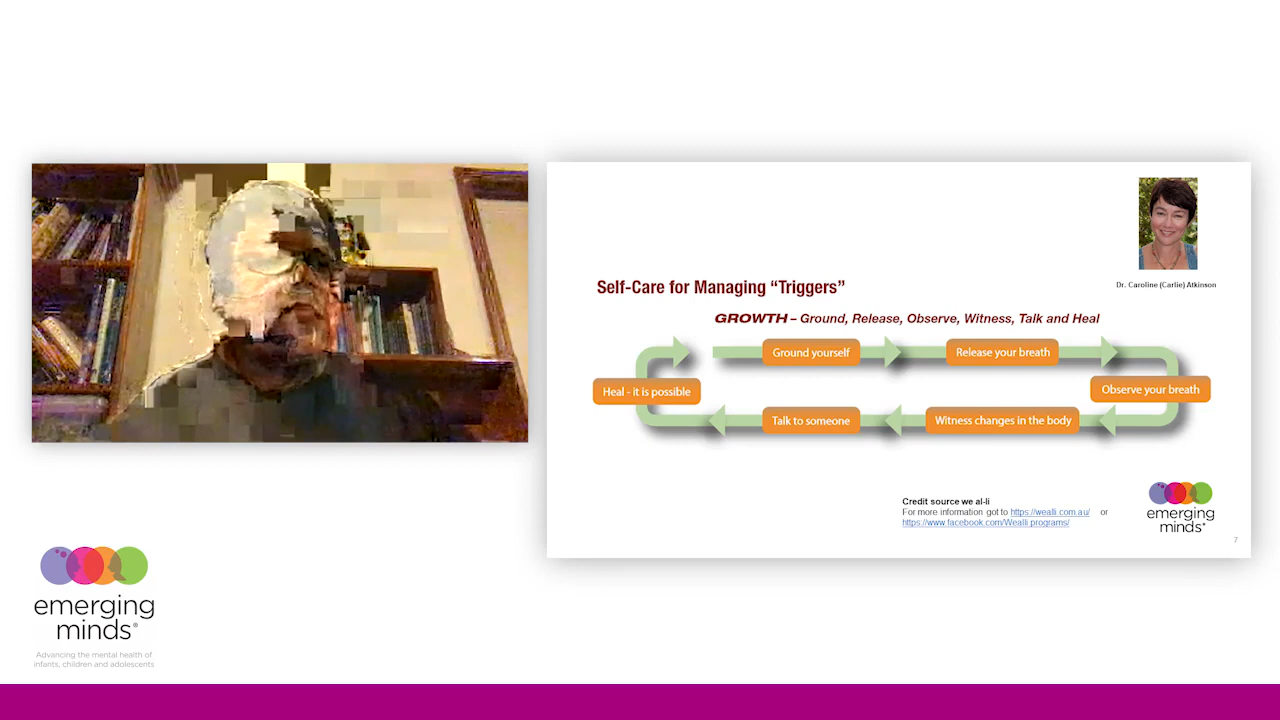 Dr. Caroline (Carlie) Atkinson
Self-Care for Managing “Triggers”
GROWTH – Ground, Release, Observe, Witness, Talk and Heal
Ground yourself
Release your breath
Observe your breath
Witness changes in the body
Talk to someone
Heal - it is possible
Credit source we al-li
For more information got to https://wealli.com.au/ or
https://www.facebook.com/Wealli.programs/
emerging
minds®
7
emerging
minds®
Advancing the mental health of
infants, children and adolescents